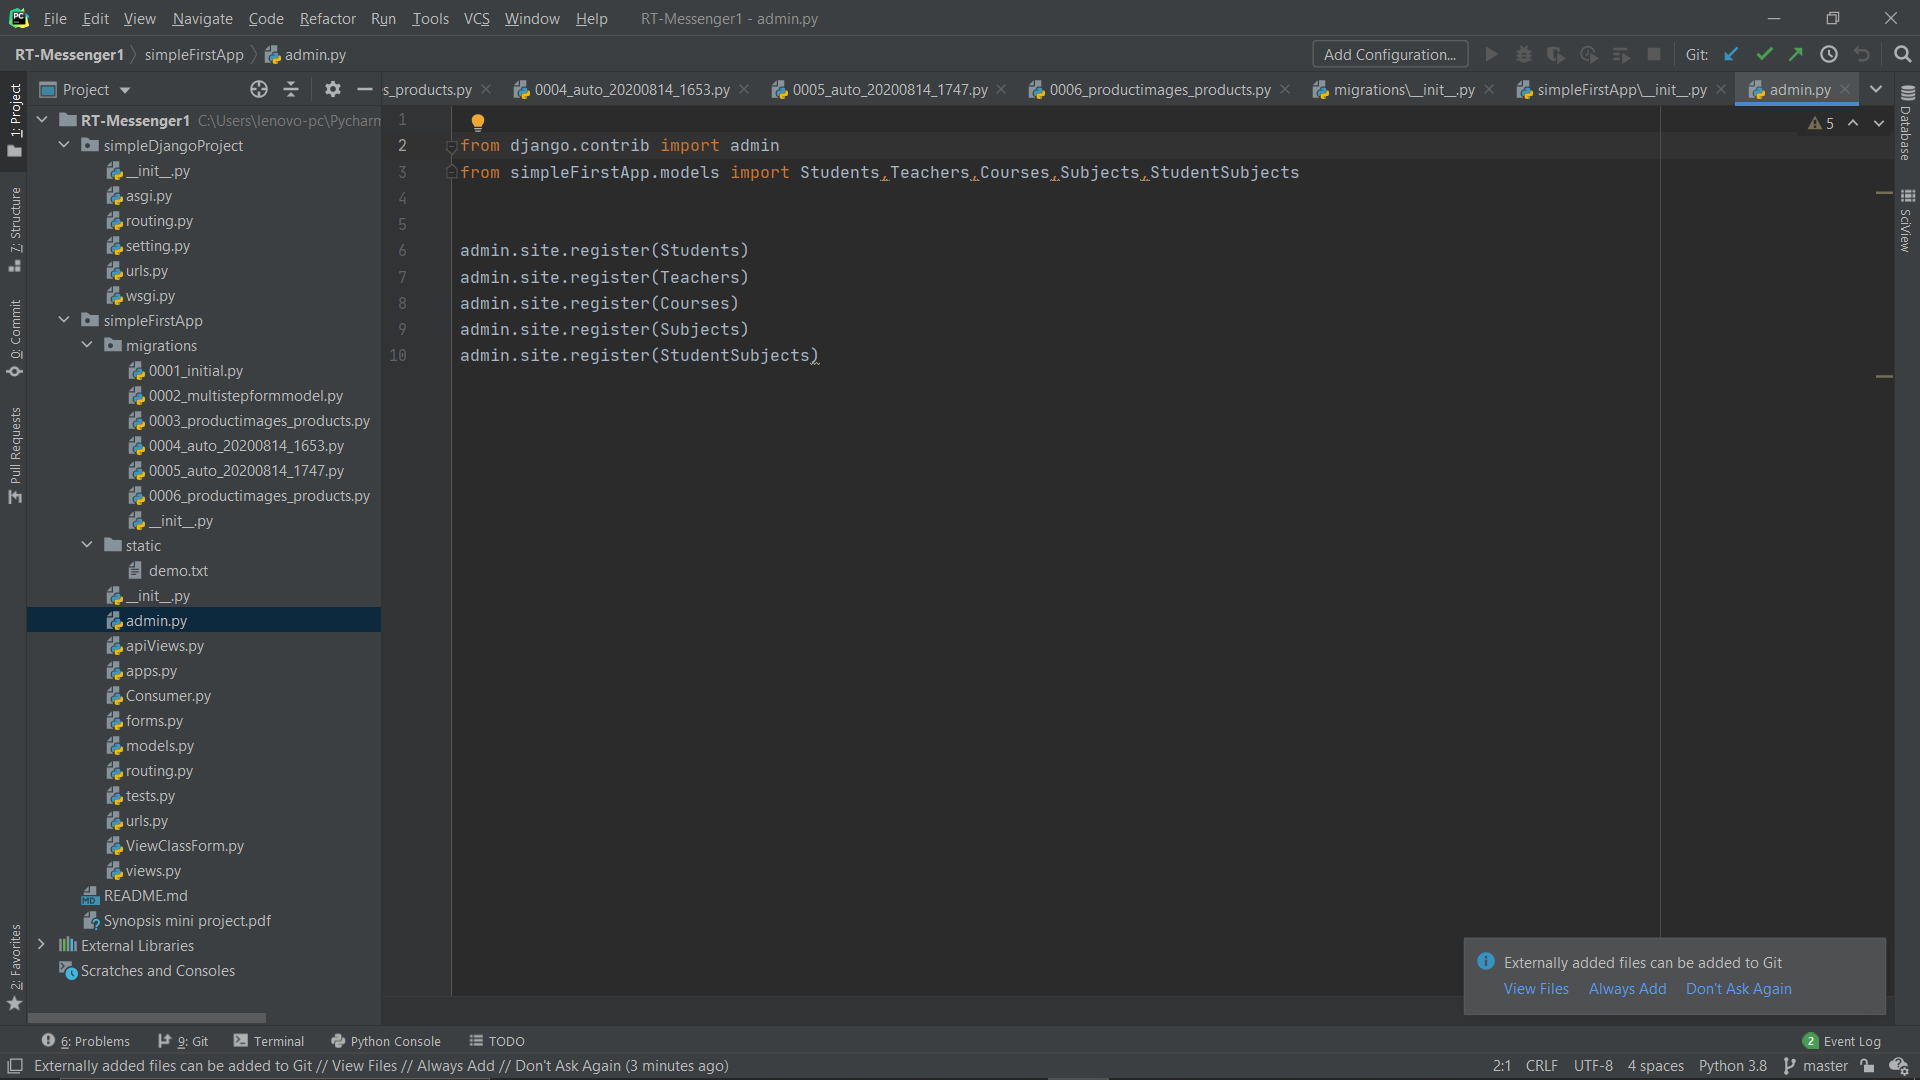 File Edit View Navigate Code Refactor Run Tools VCS Window Help RT-Messenger1 - admin.py
RT-Messenger1 simpleFirstApp admin.py Add Configuration... Git:
Project s_products.py 0004_auto_20200814_1653.py 0005_auto_20200814_1747.py 0006_productimages_products.py migrations\__init__.py simpleFirstApp\__init__.py admin.py
1: Project
7: Structure
0: Commit
Pull Requests
2: Favorites
RT-Messenger1 C:\Users\lenovo-pc\Pycharm
simpleDjangoProject
__init__.py
asgi.py
routing.py
setting.py
urls.py
wsgi.py
simpleFirstApp
migrations
0001_initial.py
0002_multistepformmodel.py
0003_productimages_products.py
0004_auto_20200814_1653.py
0005_auto_20200814_1747.py
0006_productimages_products.py
__init__.py
static
demo.txt
__init__.py
admin.py
apiViews.py
apps.py
Consumer.py
forms.py
models.py
routing.py
tests.py
urls.py
ViewClassForm.py
views.py
README.md
Synopsis mini project.pdf
External Libraries
Scratches and Consoles
1
2 from django.contrib import admin
3 from simpleFirstApp.models import Students,Teachers,Courses,Subjects,StudentSubjects
4
5
6 admin.site.register(Students)
7 admin.site.register(Teachers)
8 admin.site.register(Courses)
9 admin.site.register(Subjects)
10 admin.site.register(StudentSubjects)
5
Database
SciView
Externally added files can be added to Git
View Files Always Add Don't Ask Again
6: Problems 9: Git Terminal Python Console TODO 2 Event Log
Externally added files can be added to Git // View Files // Always Add // Don't Ask Again (3 minutes ago) 2:1 CRLF UTF-8 4 spaces Python 3.8 master